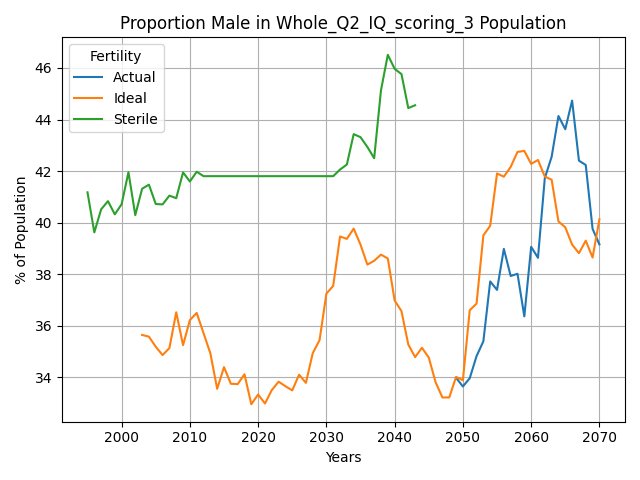 Proportion Male in Whole_Q2_IQ_scoring_3 Population
Fertility
Actual
Ideal
Sterile
46
44
42
40
38
36
34
% of Population
2000 2010 2020 2030 2040 2050 2060 2070
Years